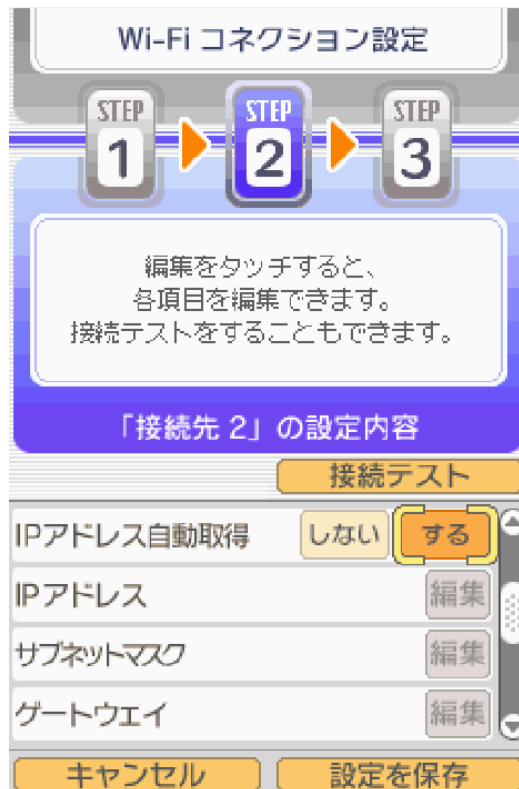 Wi-Fi コネクション設定
STEP 1
STEP 2
STEP 3
編集をタッチすると、
各項目を編集できます。
接続テストをすることもできます。
「接続先 2」の設定内容
接続テスト
IPアドレス自動取得 しない する
IPアドレス 編集
サブネットマスク 編集
ゲートウェイ 編集
キャンセル 設定を保存